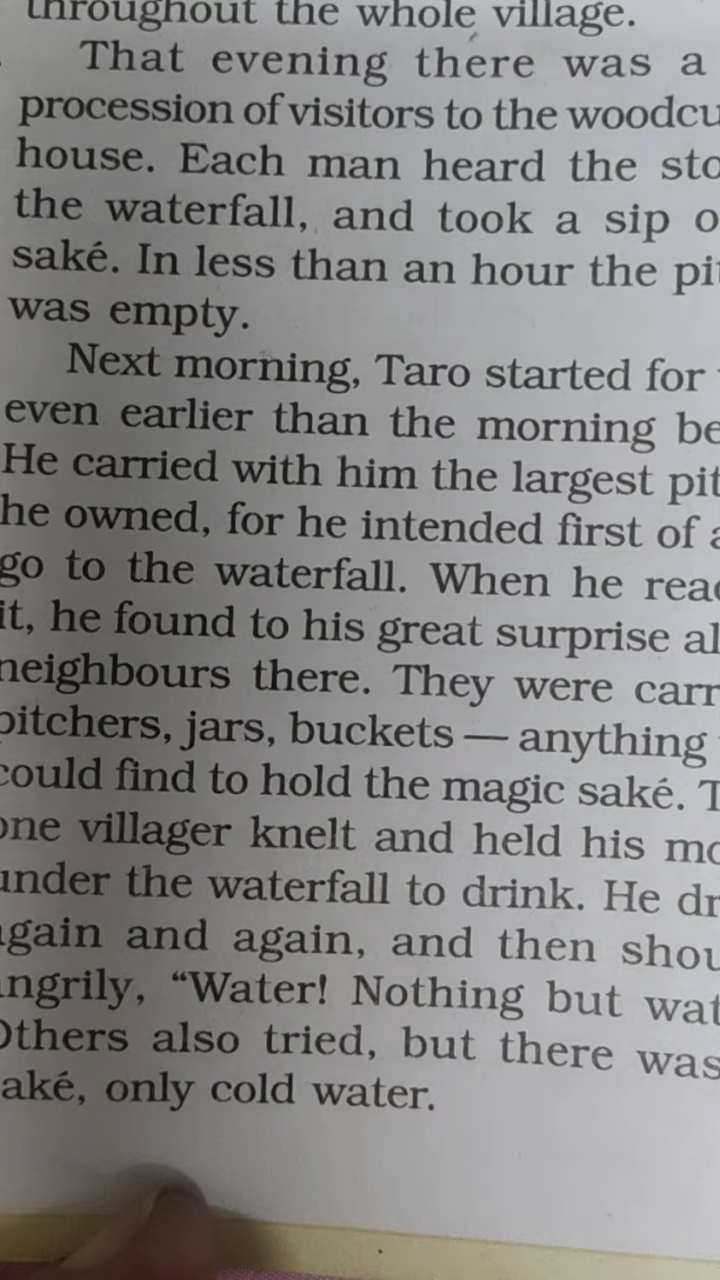 throughout the whole village.
That evening there was a
procession of visitors to the woodcu
house. Each man heard the sto
the waterfall, and took a sip o
saké. In less than an hour the pit
was empty.
Next morning, Taro started for
even earlier than the morning be
He carried with him the largest pit
he owned, for he intended first of a
go to the waterfall. When he reac
it, he found to his great surprise al
neighbours there. They were carr
pitchers, jars, buckets — anything
could find to hold the magic saké. T
one villager knelt and held his mo
under the waterfall to drink. He dr
again and again, and then shou
angrily, “Water! Nothing but wat
Others also tried, but there was
aké, only cold water.